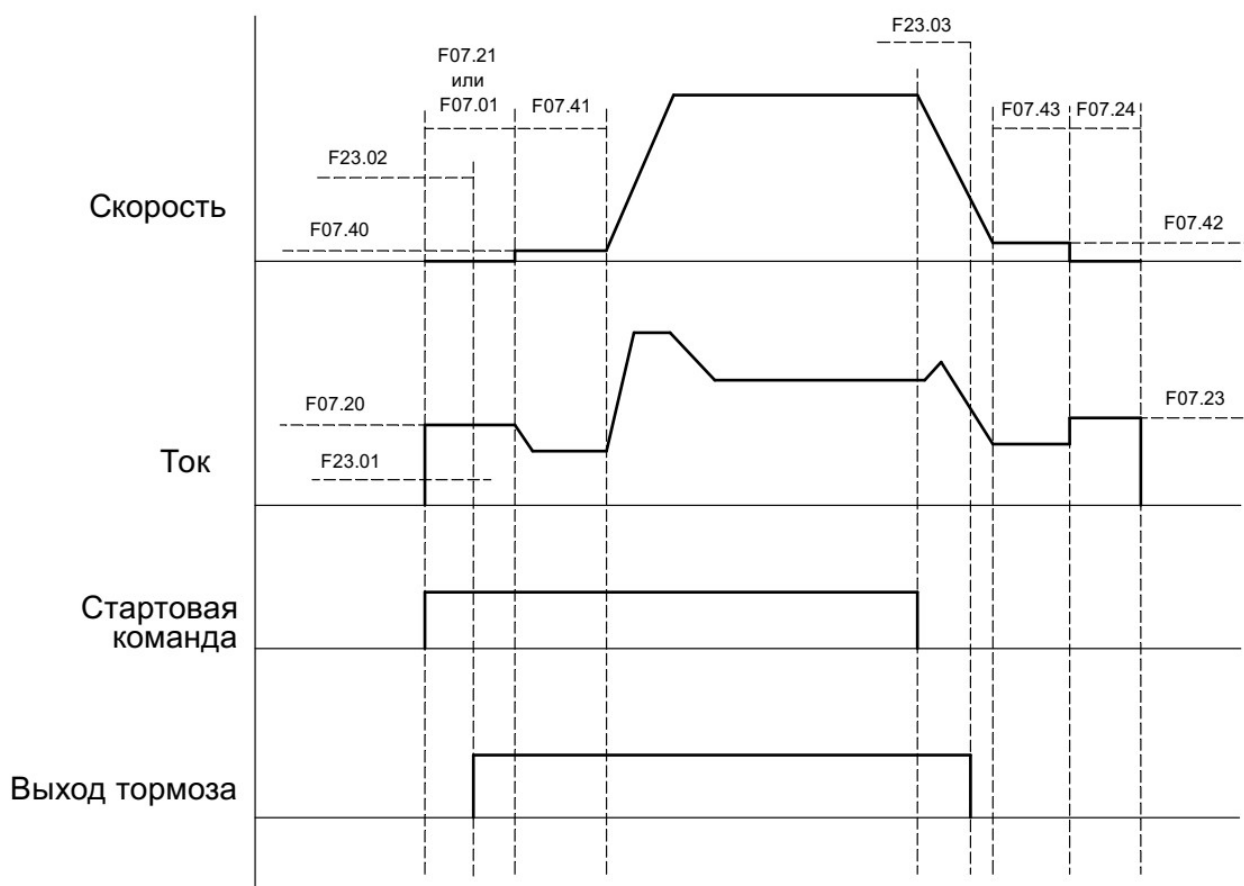 F23.03
F07.21
или
F07.01
F07.41
F07.43
F07.24
F23.02
Скорость
F07.40
F07.42
F07.20
F07.23
Ток
F23.01
Стартовая
команда
Выход тормоза